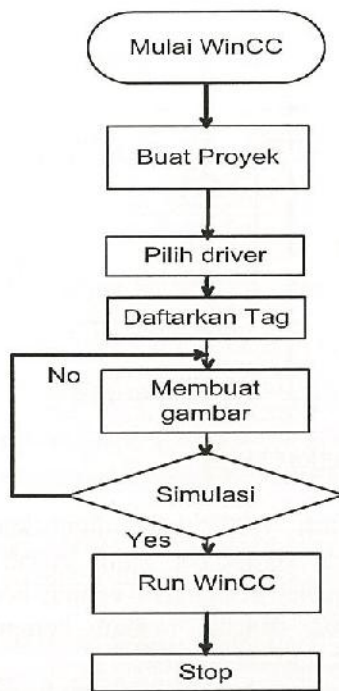 Mulai WinCC
Buat Proyek
Pilih driver
Daftarkan Tag
No
Membuat
gambar
Simulasi
Yes
Run WinCC
Stop